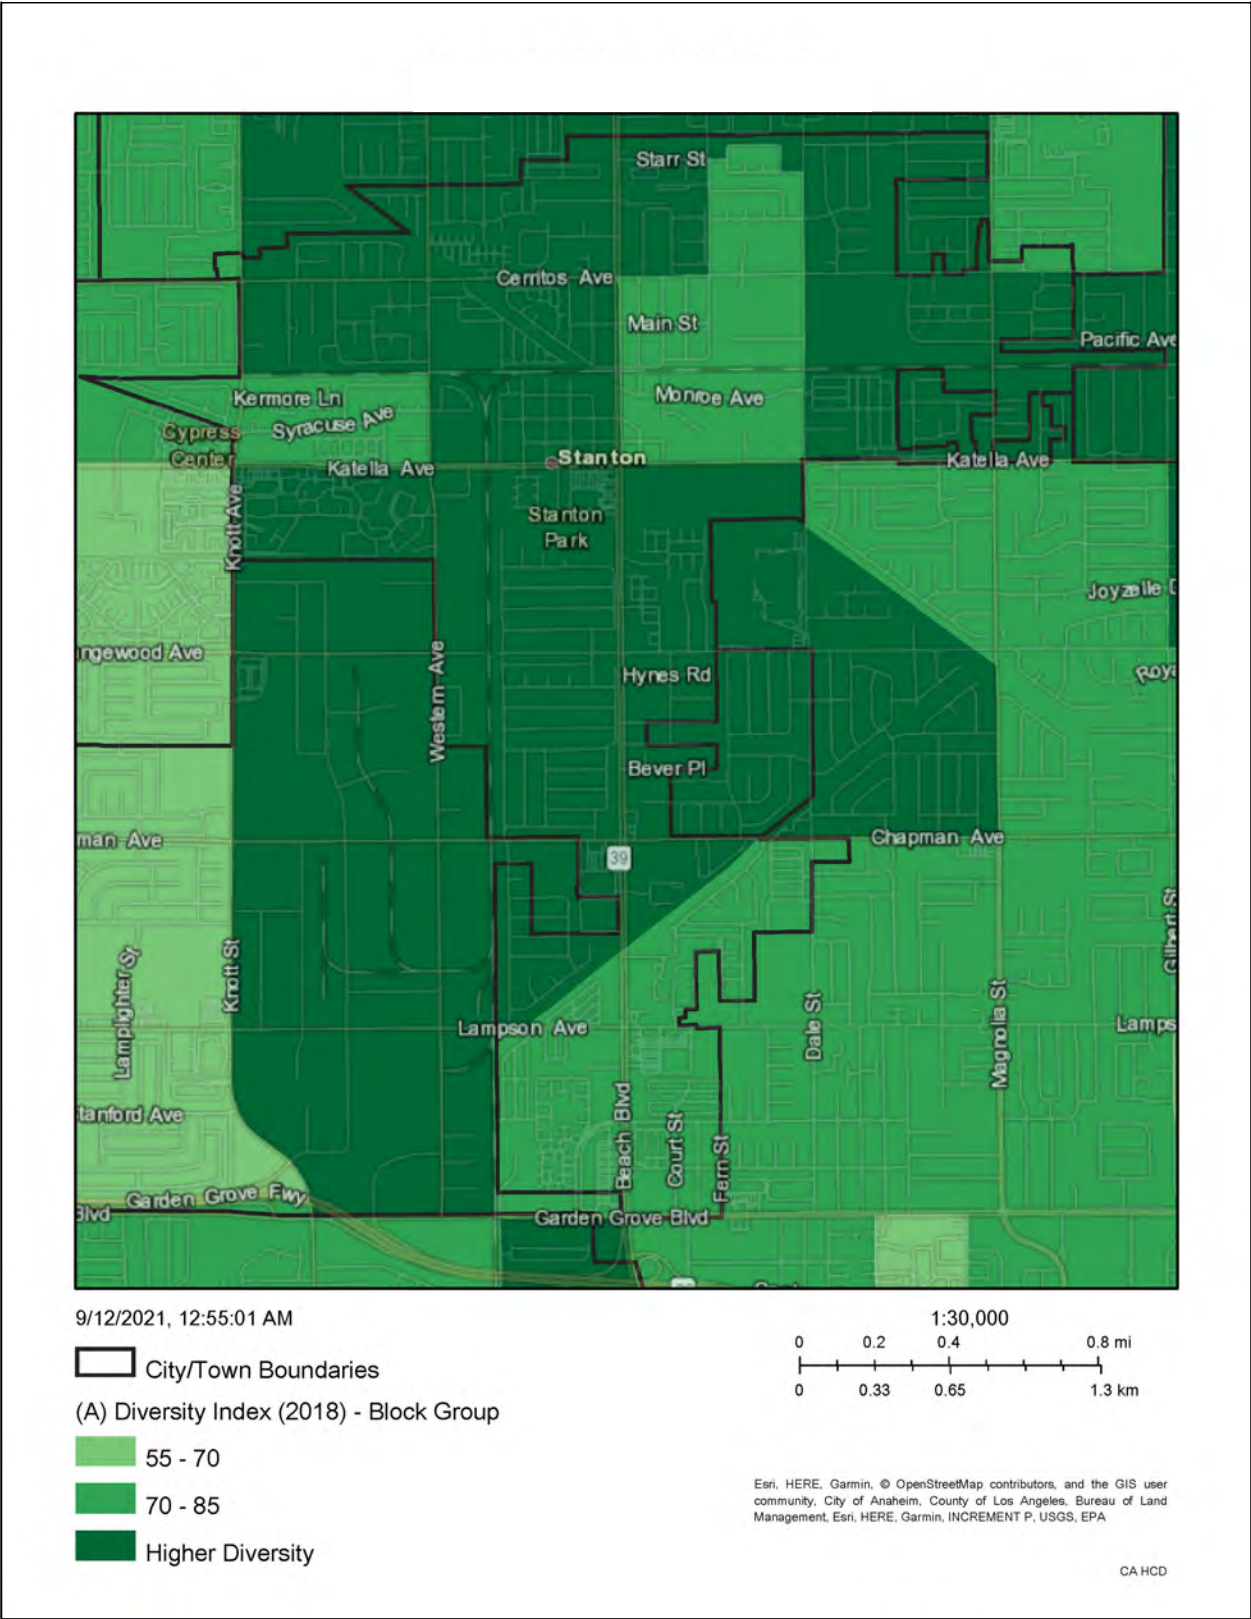 Starr St
Cerritos Ave
Main St
Pacific Ave
Kermore Ln
Syracuse Ave
Monroe Ave
Cypress
Center
Katella Ave
Stanton
Katella Ave
Knott Ave
Stanton
Park
Joyzelle D
ngewood Ave
Western Ave
Hynes Rd
Roya
Bever Pl
man Ave
39
Chapman Ave
Gilbert St
Lamplighter St
Knott St
Lampson Ave
Dale St
Magnolia St
Lamps
tanford Ave
Beach Blvd
Court St
Fern St
Garden Grove Fwy
Blvd
Garden Grove Blvd
9/12/2021, 12:55:01 AM
1:30,000
0 0.2 0.4 0.8 mi
0 0.33 0.65 1.3 km
City/Town Boundaries
(A) Diversity Index (2018) - Block Group
55 - 70
70 - 85
Higher Diversity
Esri, HERE, Garmin, © OpenStreetMap contributors, and the GIS user
community, City of Anaheim, County of Los Angeles, Bureau of Land
Management, Esri, HERE, Garmin, INCREMENT P, USGS, EPA
CA HCD